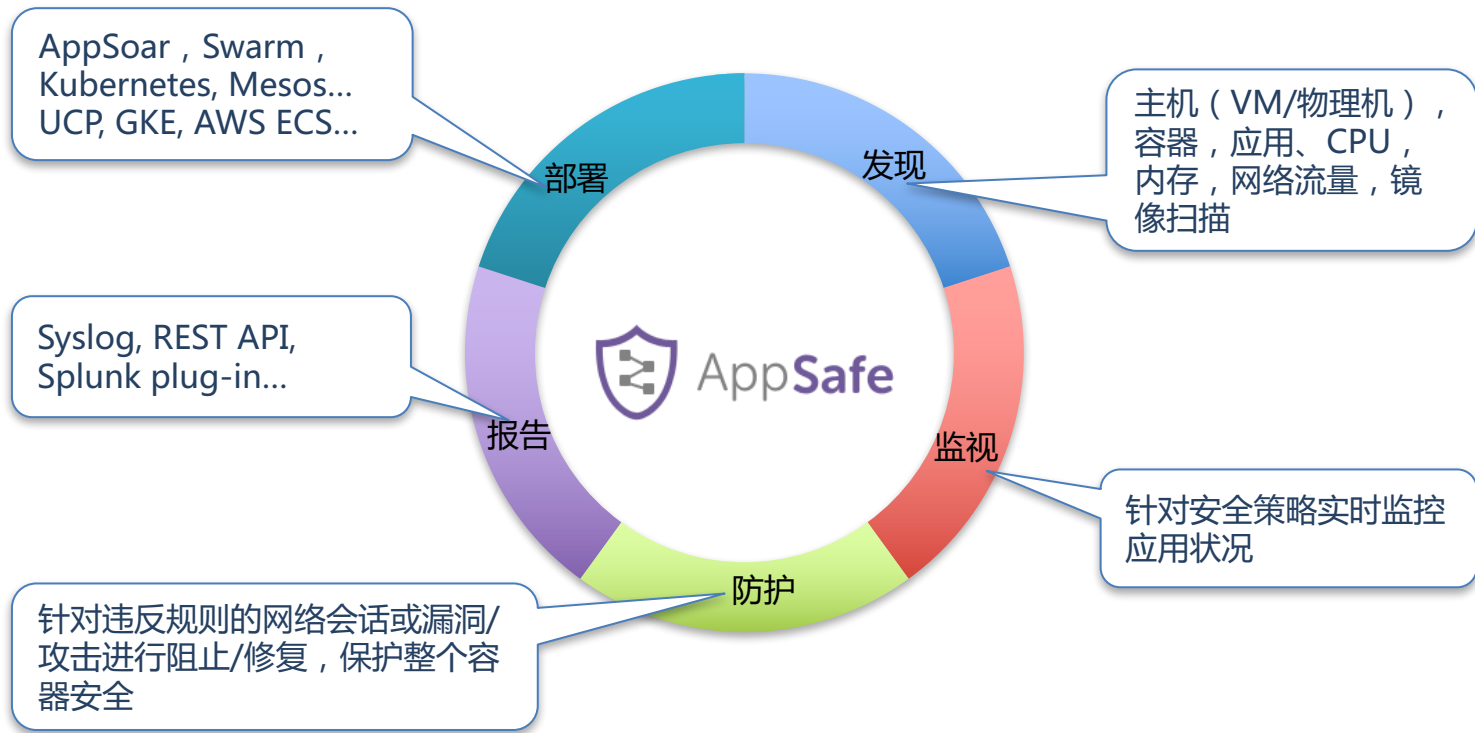 AppSoar，Swarm，
Kubernetes, Mesos…
UCP, GKE, AWS ECS…
部署
发现
主机（VM/物理机），
容器，应用、CPU，
内存，网络流量，镜
像扫描
Syslog, REST API,
Splunk plug-in…
报告
AppSafe
监视
针对安全策略实时监控
应用状况
防护
针对违反规则的网络会话或漏洞/
攻击进行阻止/修复，保护整个容
器安全